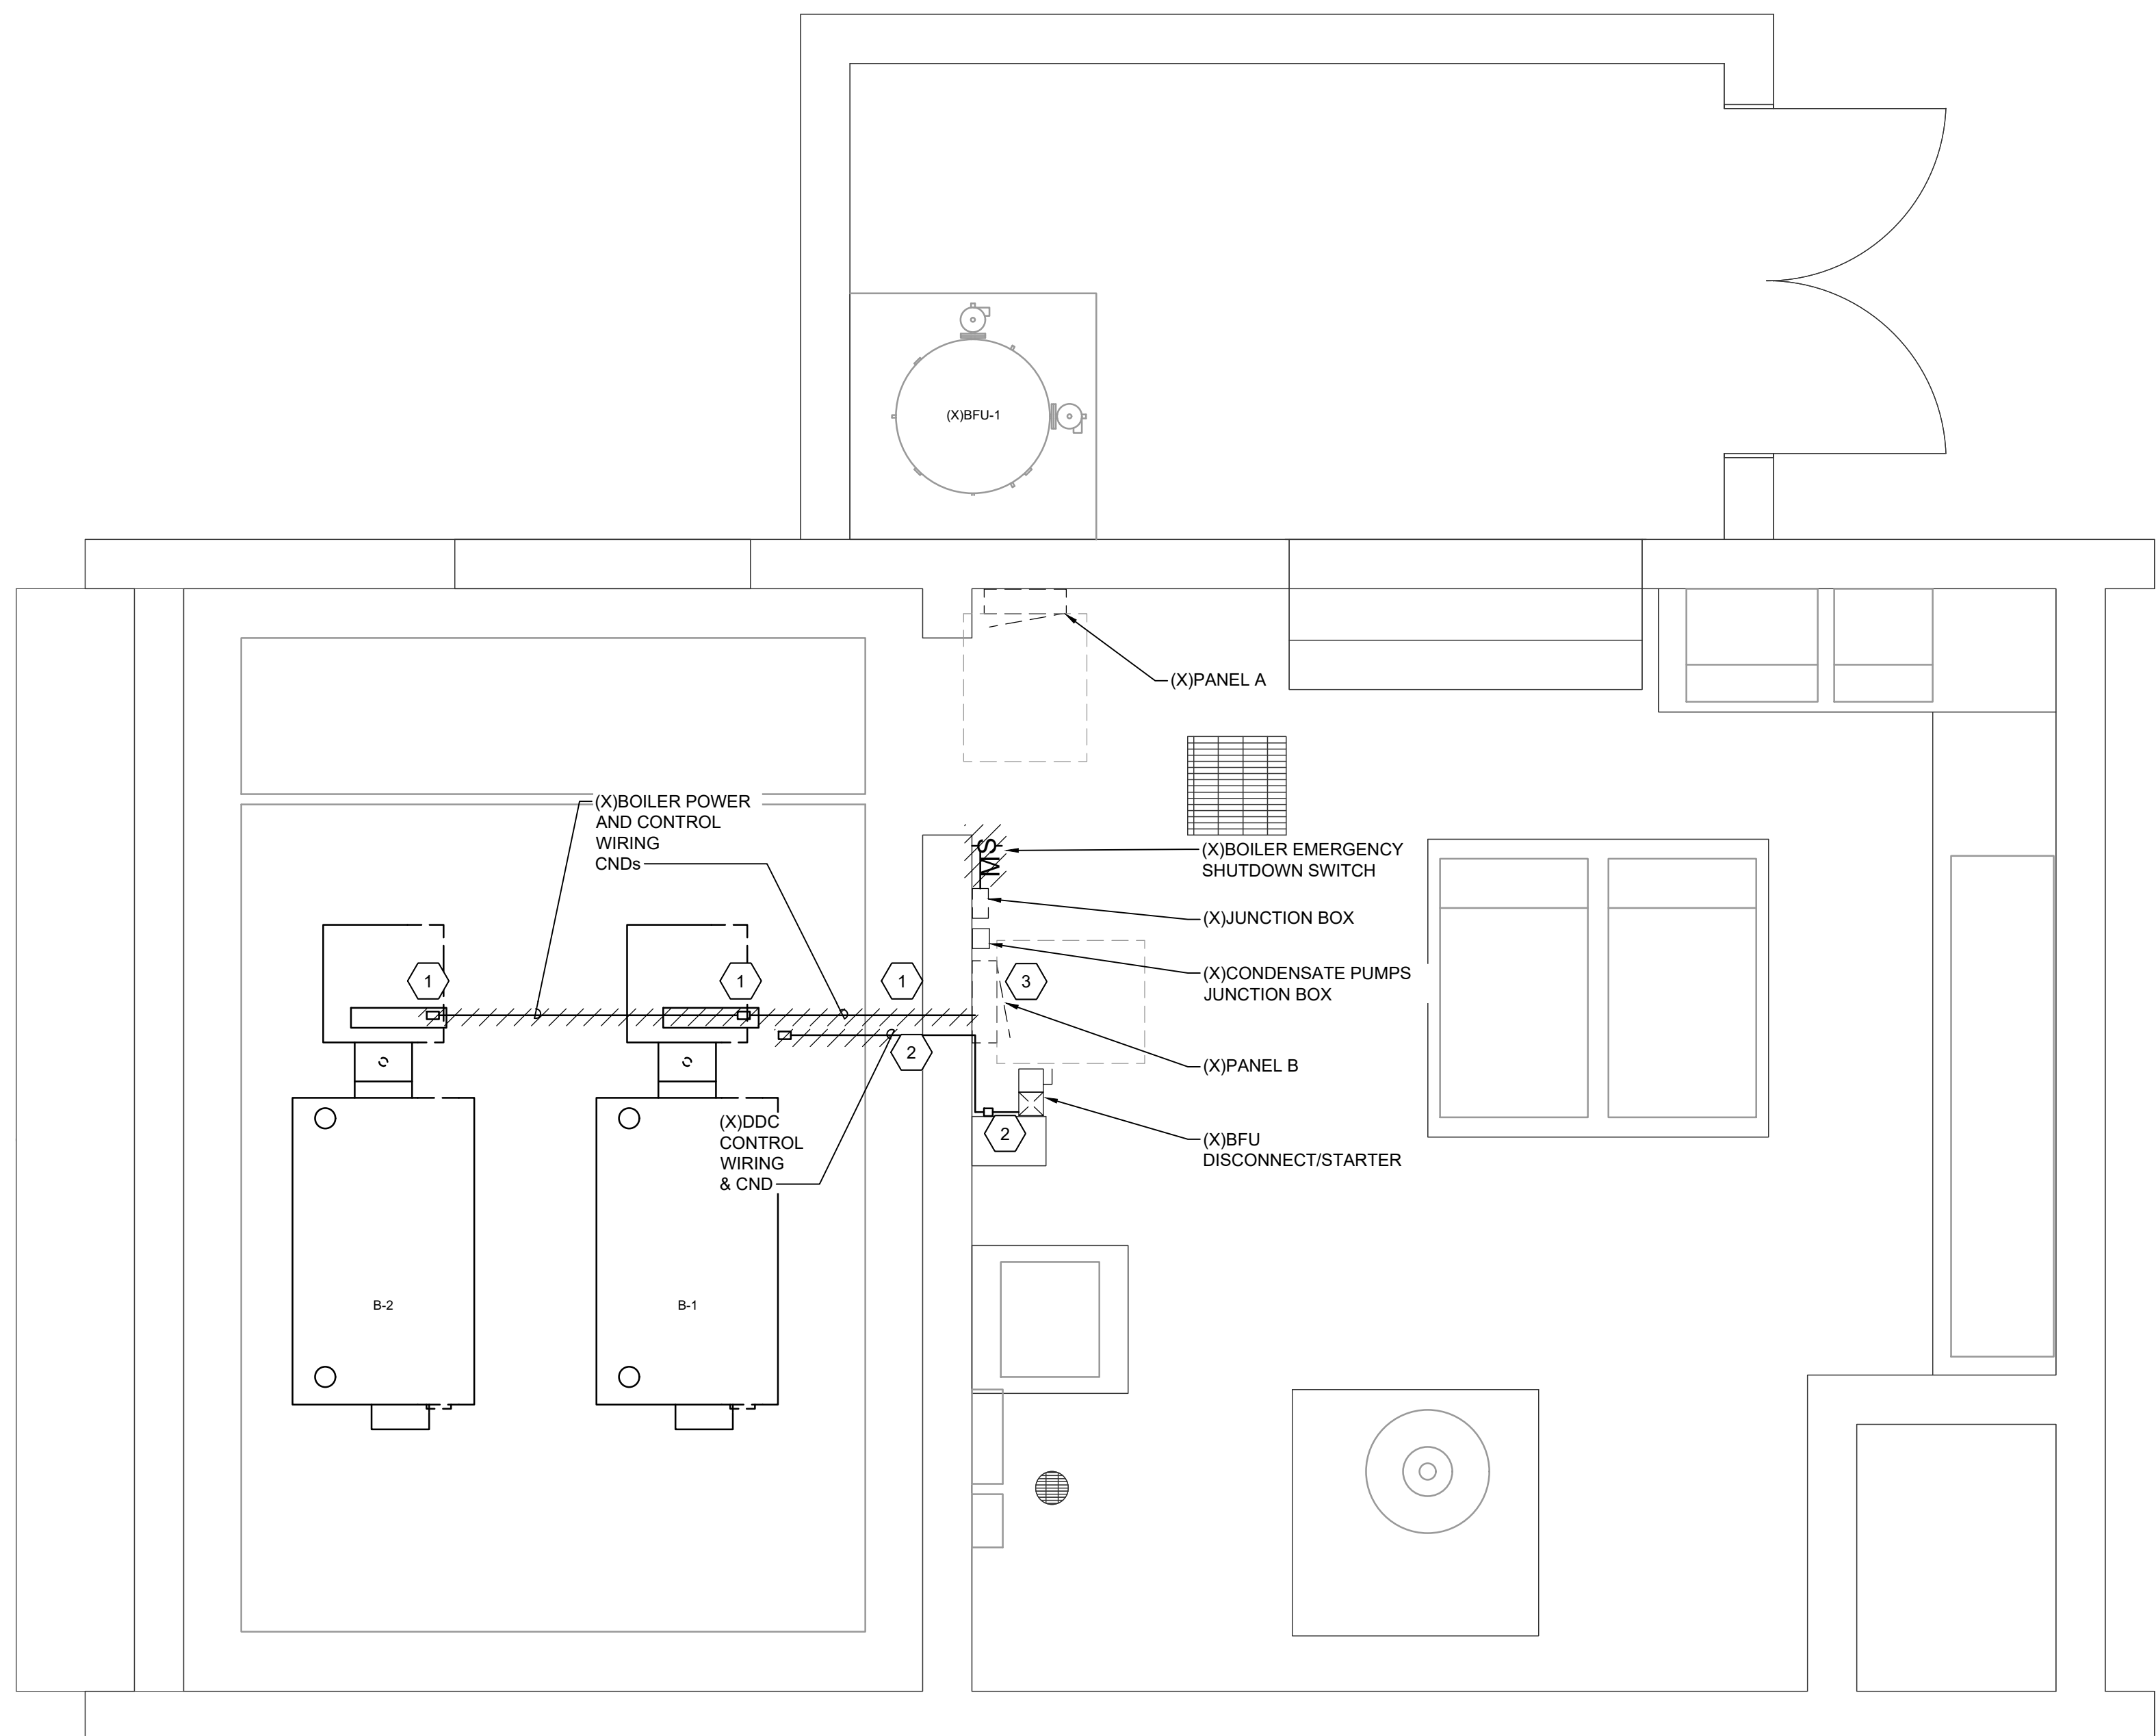 (X)BFU-1
(X)PANEL A
(X)BOILER POWER
AND CONTROL
WIRING
CNDs
MS
(X)BOILER EMERGENCY
SHUTDOWN SWITCH
(X)JUNCTION BOX
(X)CONDENSATE PUMPS
JUNCTION BOX
1
1
1
3
2
(X)PANEL B
(X)DDC
CONTROL
WIRING
& CND
2
(X)BFU
DISCONNECT/STARTER
B-2
B-1